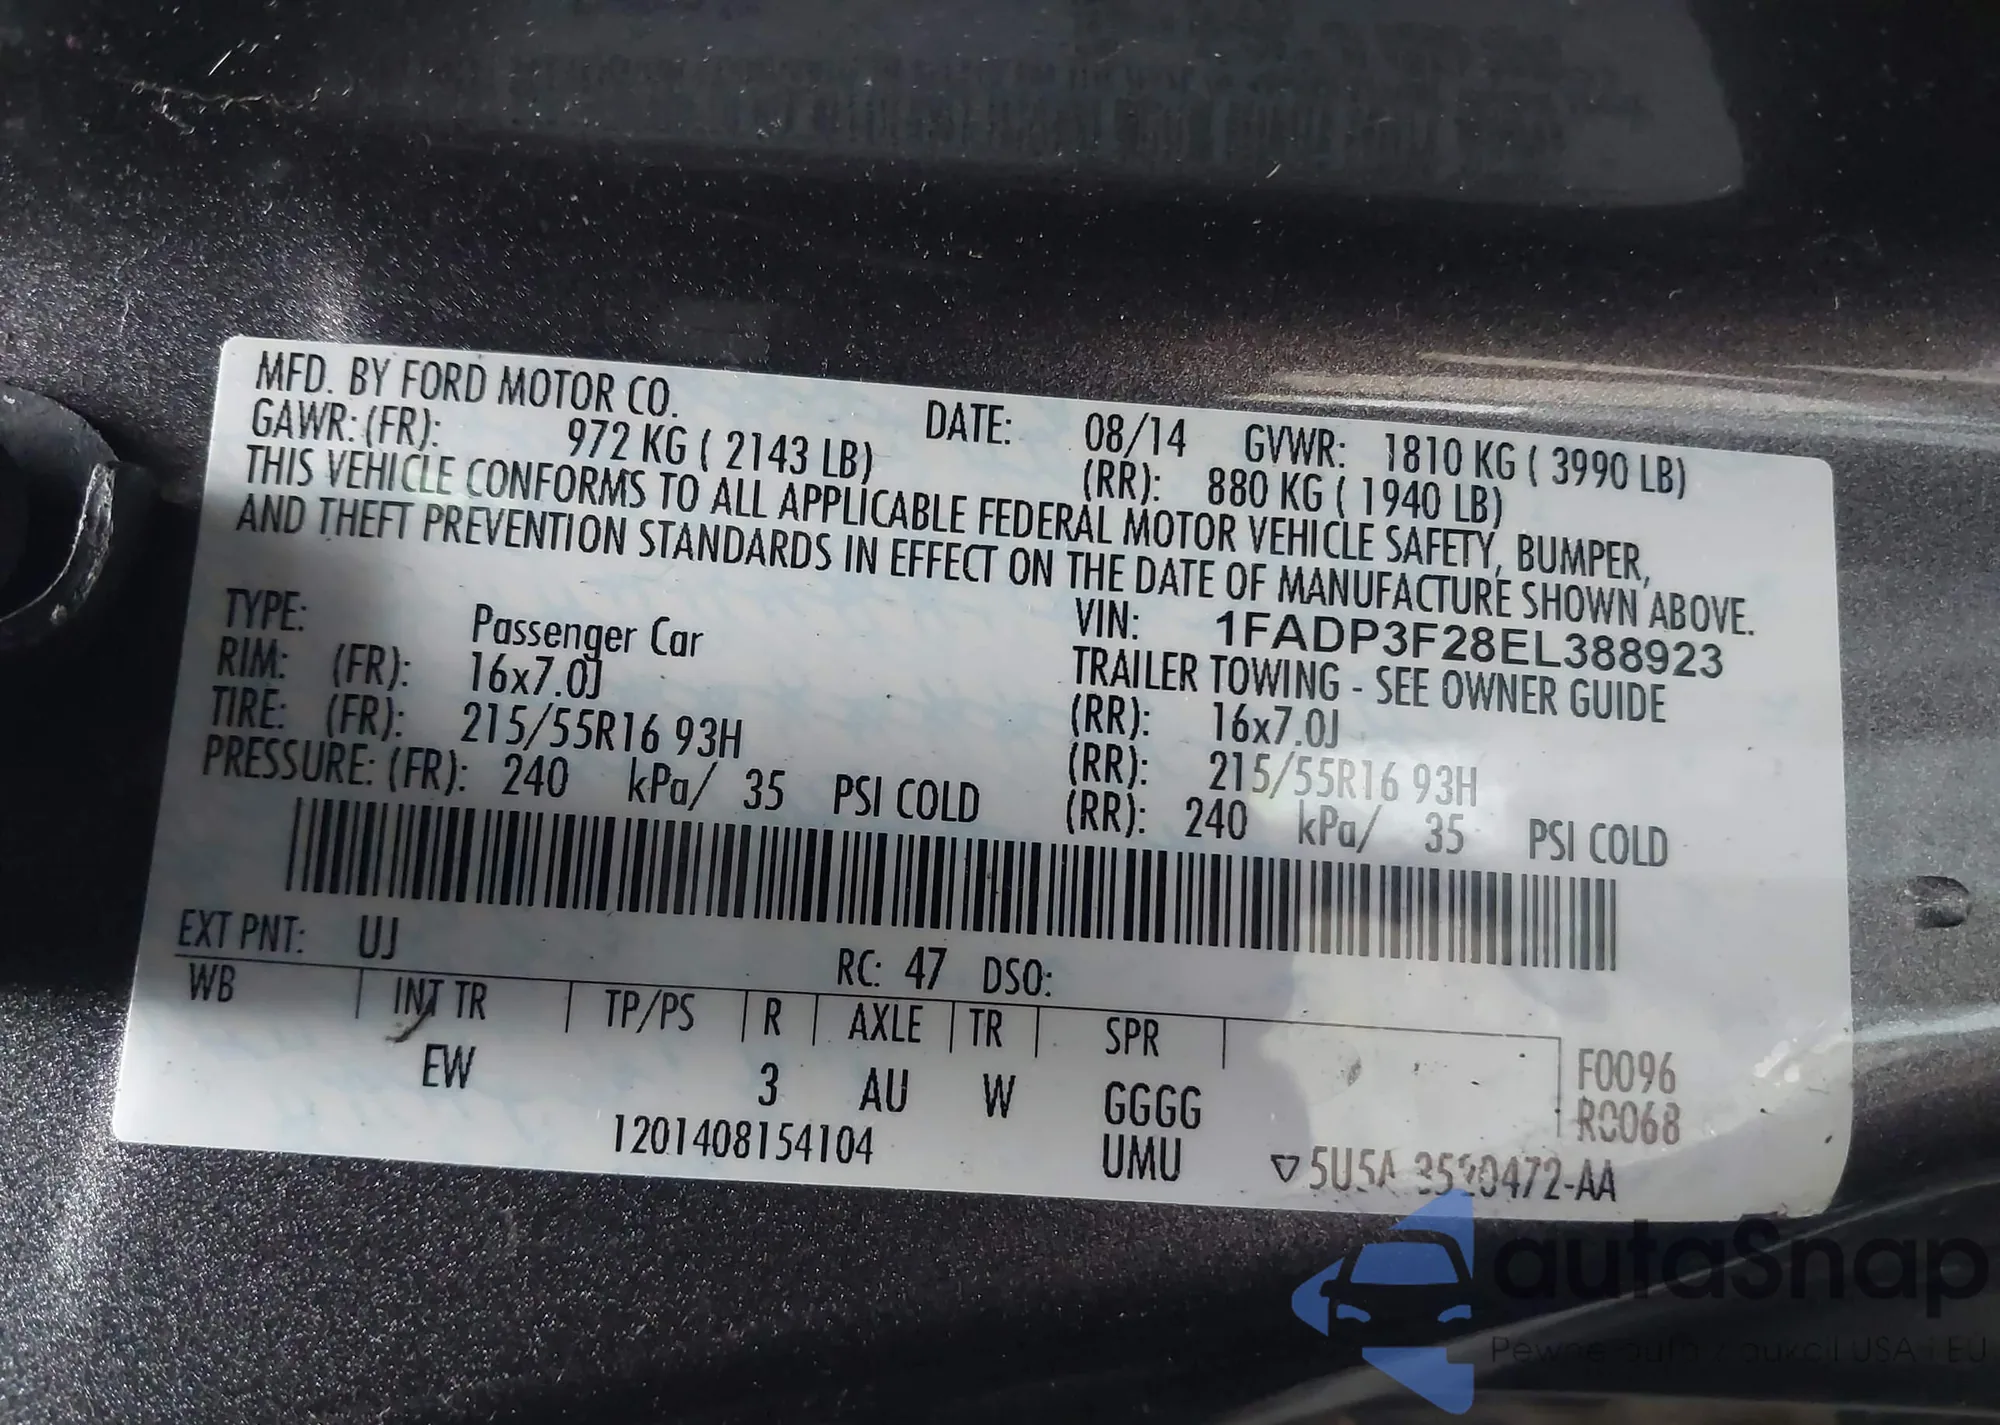 MFD. BY FORD MOTOR CO. DATE: 08/14 GVWR: 1810 KG ( 3990 LB)
GAWR: (FR): 972 KG ( 2143 LB) (RR): 880 KG ( 1940 LB)
THIS VEHICLE CONFORMS TO ALL APPLICABLE FEDERAL MOTOR VEHICLE SAFETY, BUMPER,
AND THEFT PREVENTION STANDARDS IN EFFECT ON THE DATE OF MANUFACTURE SHOWN ABOVE.
VIN: 1FADP3F28EL388923
TYPE: Passenger Car TRAILER TOWING - SEE OWNER GUIDE
RIM: (FR): 16x7.0J (RR): 16x7.0J
TIRE: (FR): 215/55R16 93H (RR): 215/55R16 93H
PRESSURE: (FR): 240 kPa/ 35 PSI COLD (RR): 240 kPa/ 35 PSI COLD
EXT PNT: UJ RC: 47 DSO:
WB INT TR TP/PS R AXLE TR SPR
F0096
EW 3 AU W GGGG R0068
1201408154104 UMU ▽5U5A
autaSnap
USA i EU